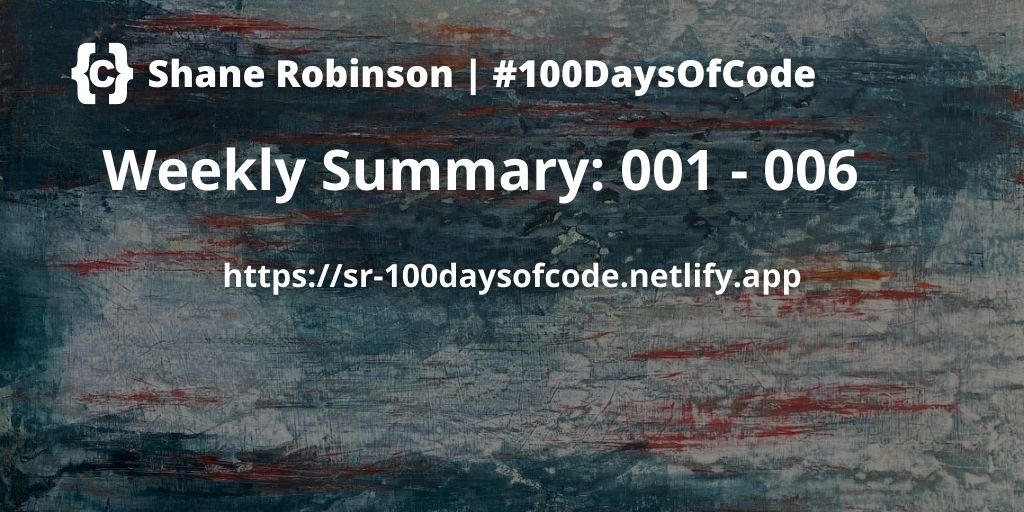 {C} Shane Robinson | #100DaysOfCode
Weekly Summary: 001 - 006
https://sr-100daysofcode.netlify.app